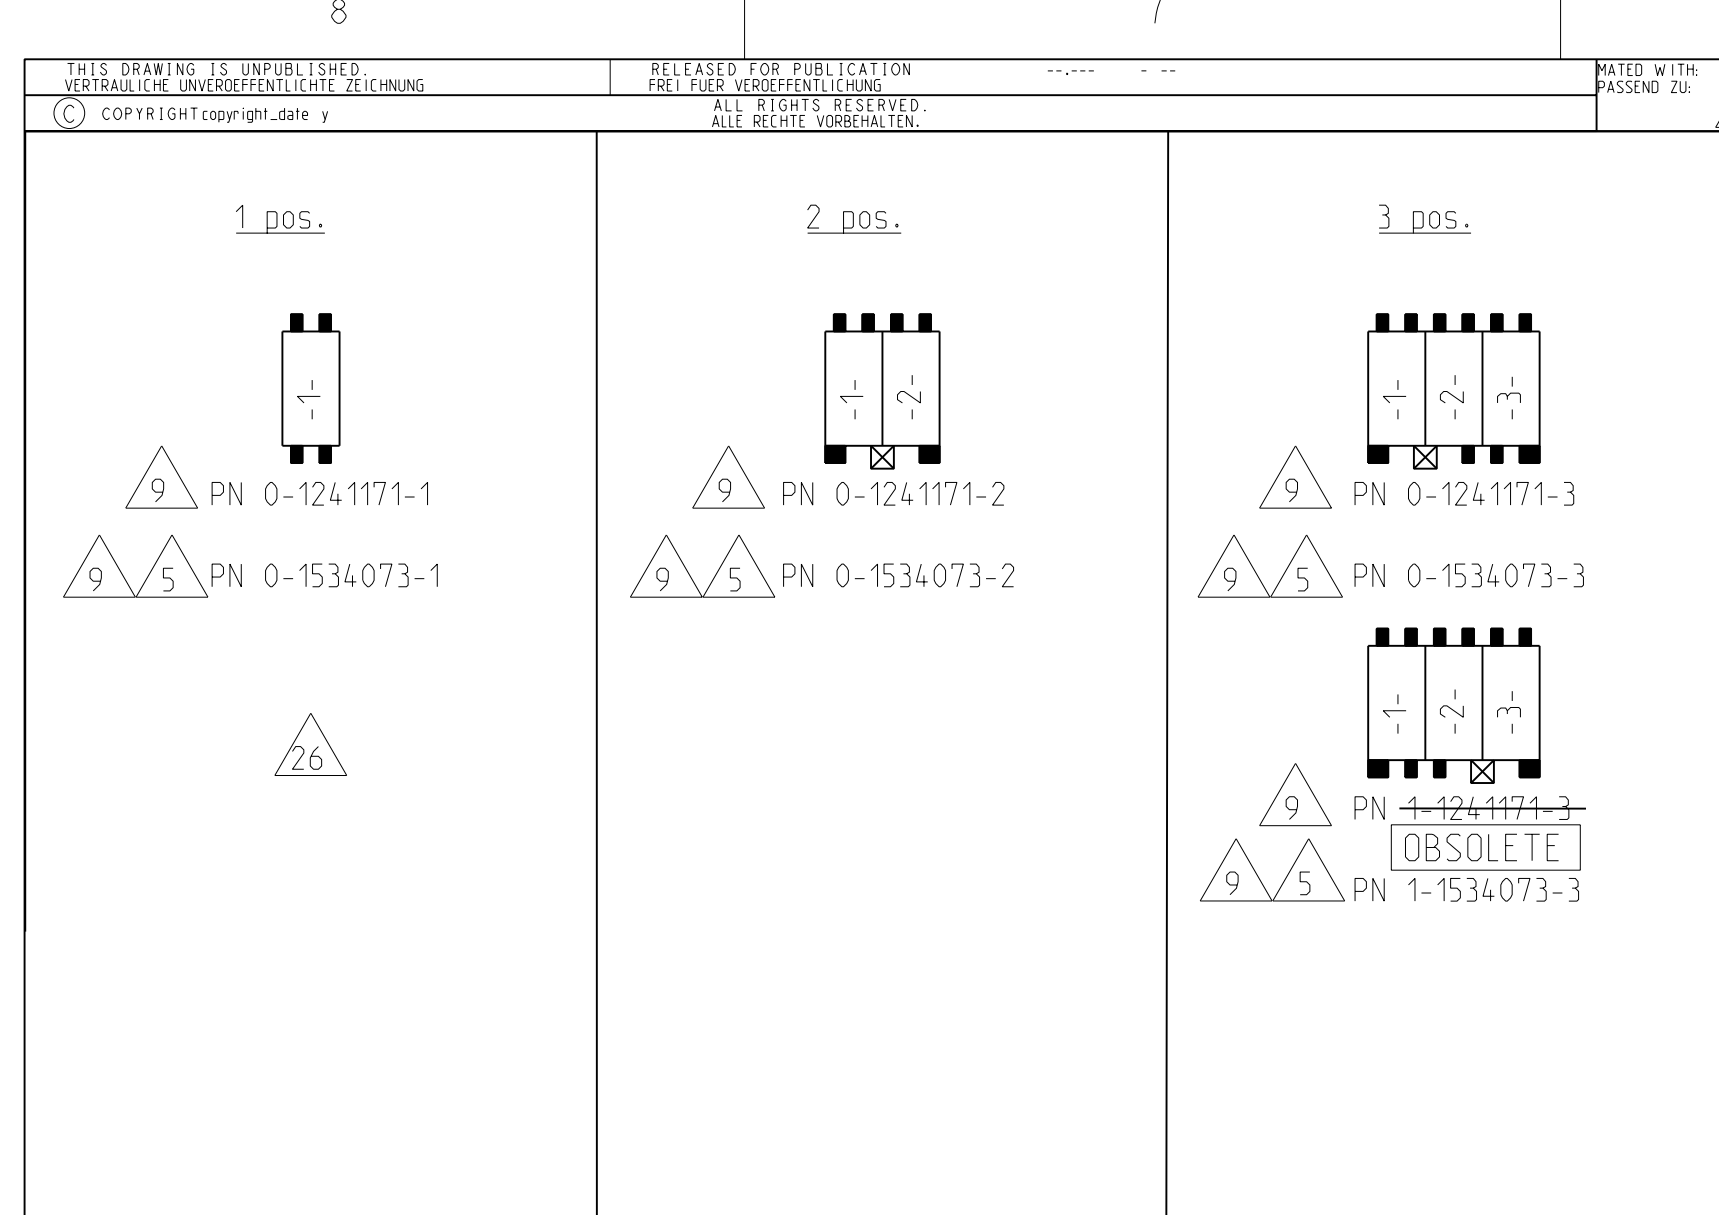 8
7
THIS DRAWING IS UNPUBLISHED.
VERTRAULICHE UNVEROEFFENTLICHTE ZEICHNUNG
RELEASED FOR PUBLICATION --.--- - --
FREI FUER VEROEFFENTLICHUNG
MATED WITH:
PASSEND ZU:
C COPYRIGHT copyright_date y
ALL RIGHTS RESERVED.
ALLE RECHTE VORBEHALTEN.
1 pos.
-1-
9 PN 0-1241171-1
9 5 PN 0-1534073-1
26
2 pos.
-1- -2-
9 PN 0-1241171-2
9 5 PN 0-1534073-2
3 pos.
-1- -2- -3-
9 PN 0-1241171-3
9 5 PN 0-1534073-3
-1- -2- -3-
9 PN 1-1241171-3
OBSOLETE
9 5 PN 1-1534073-3